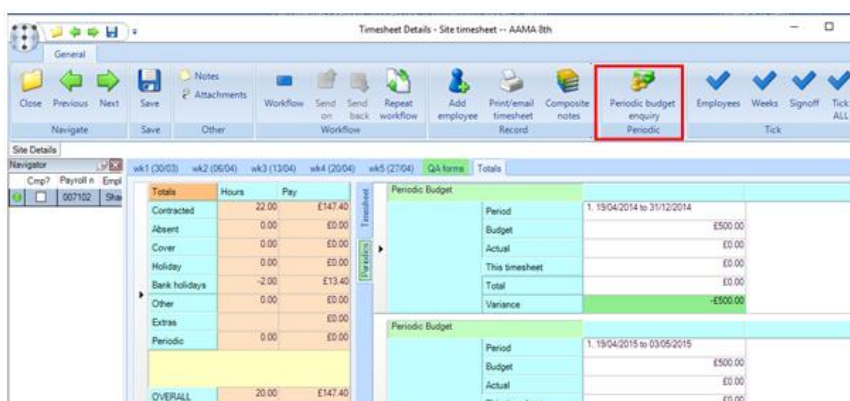 Timesheet Details - Site timesheet -- AAMA 8th
General
Close Previous Next
Navigate
Save
Save
Notes
Attachments
Other
Workflow Send on Send back Repeat workflow
Workflow
Add employee Print/email timesheet Composite notes
Record
Periodic budget enquiry
Periodic
Employees Weeks Signoff Tick ALL
Tick
Site Details
Navigator
Cmp? Payroll n Empl
007102
wk1 (30/03) wk2 (06/04) wk3 (13/04) wk4 (20/04) wk5 (27/04) QA forms Totals
Totals Hours Pay
Contracted 22.00 £147.40
Absent 0.00 £0.00
Cover 0.00 £0.00
Holiday 0.00 £0.00
Bank holidays -2.00 £13.40
Other 0.00 £0.00
Extras £0.00
Periodic 0.00 £0.00
OVERALL 20.00 £147.40
Timesheet
Periodics
Periodic Budget
Period 1. 19/04/2014 to 31/12/2014
Budget £500.00
Actual £0.00
This timesheet £0.00
Total £0.00
Variance -£500.00
Periodic Budget
Period 1. 19/04/2015 to 03/05/2015
Budget £500.00
Actual £0.00
£0.00